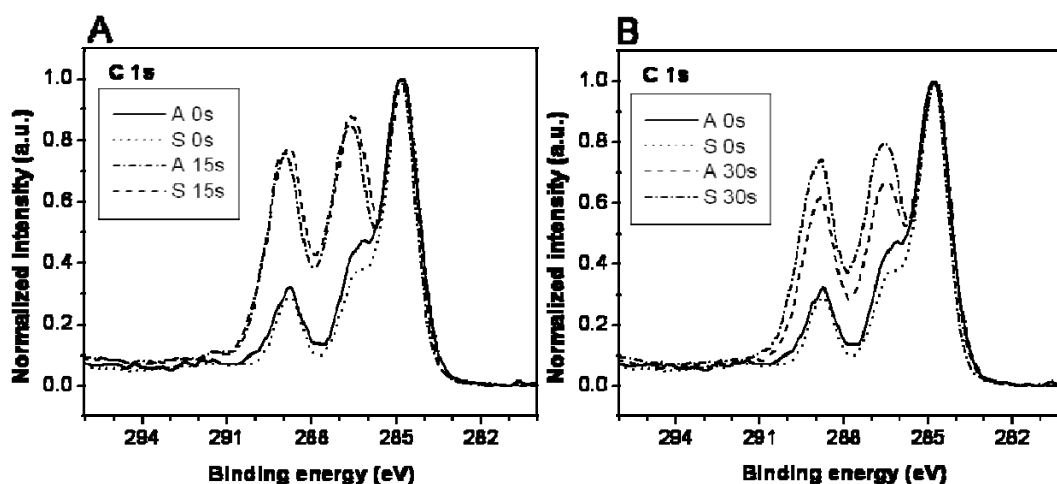 A
C 1s
A 0s
S 0s
A 15s
S 15s
Normalized intensity (a.u.)
1.0
0.8
0.6
0.4
0.2
0.0
294
291
288
285
282
Binding energy (eV)
B
C 1s
A 0s
S 0s
A 30s
S 30s
Normalized intensity (a.u.)
1.0
0.8
0.6
0.4
0.2
0.0
294
291
288
285
282
Binding energy (eV)